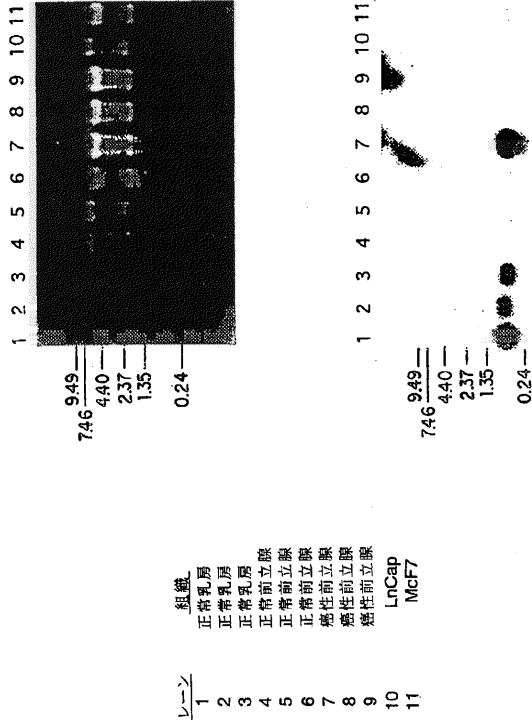 レーン 組織
1 正常乳房
2 正常乳房
3 正常乳房
4 正常前立腺
5 正常前立腺
6 正常前立腺
7 癌性前立腺
8 癌性前立腺
9 癌性前立腺
10 LnCap
11 McF7
1 2 3 4 5 6 7 8 9 10 11
9.49
7.46
4.40
2.37
1.35
0.24
1 2 3 4 5 6 7 8 9 10 11
9.49
7.46
4.40
2.37
1.35
0.24